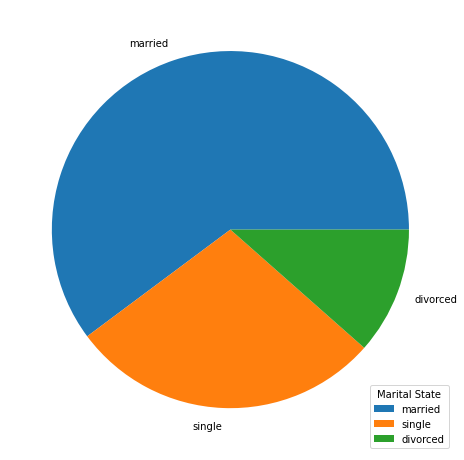 married
divorced
single
Marital State
married
single
divorced